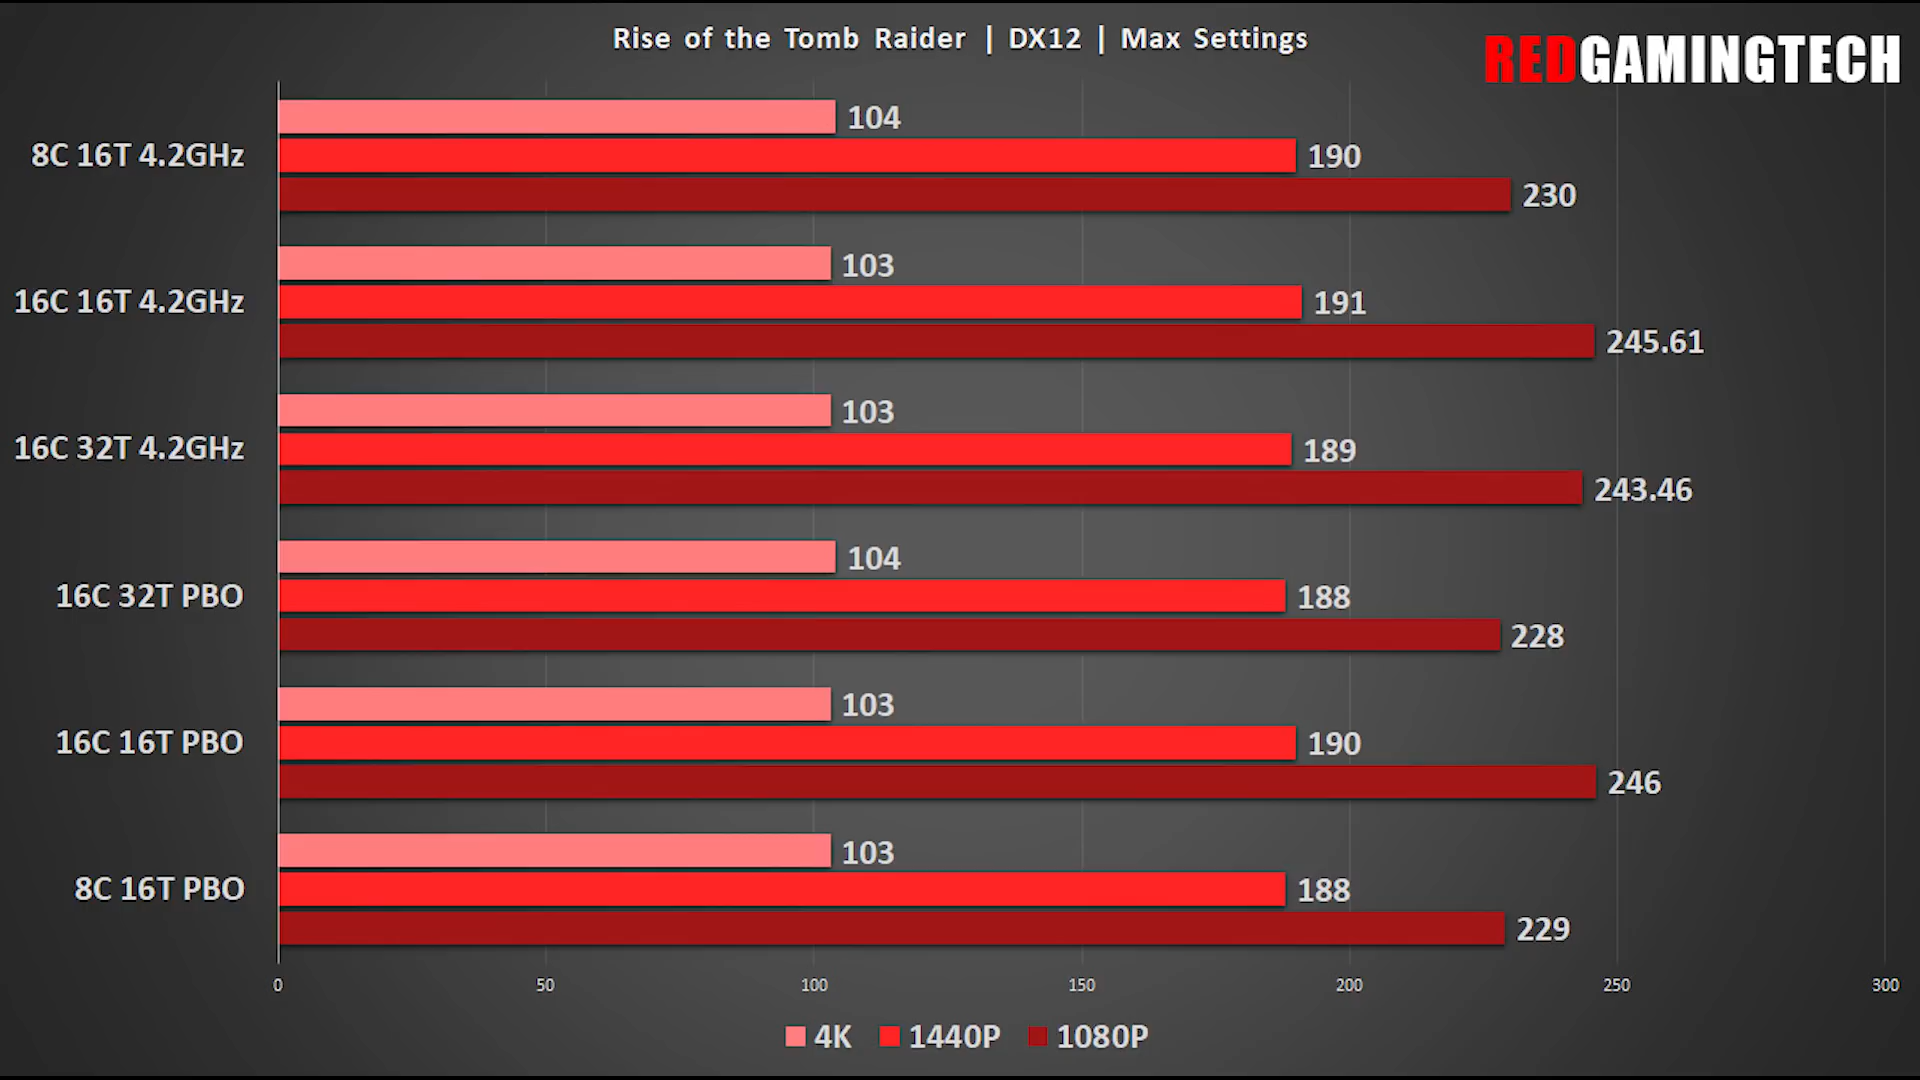 Rise of the Tomb Raider | DX12 | Max Settings
REDGAMINGTECH
8C 16T 4.2GHz
104
190
230
16C 16T 4.2GHz
103
191
245.61
16C 32T 4.2GHz
103
189
243.46
16C 32T PBO
104
188
228
16C 16T PBO
103
190
246
8C 16T PBO
103
188
229
0 50 100 150 200 250 300
4K 1440P 1080P